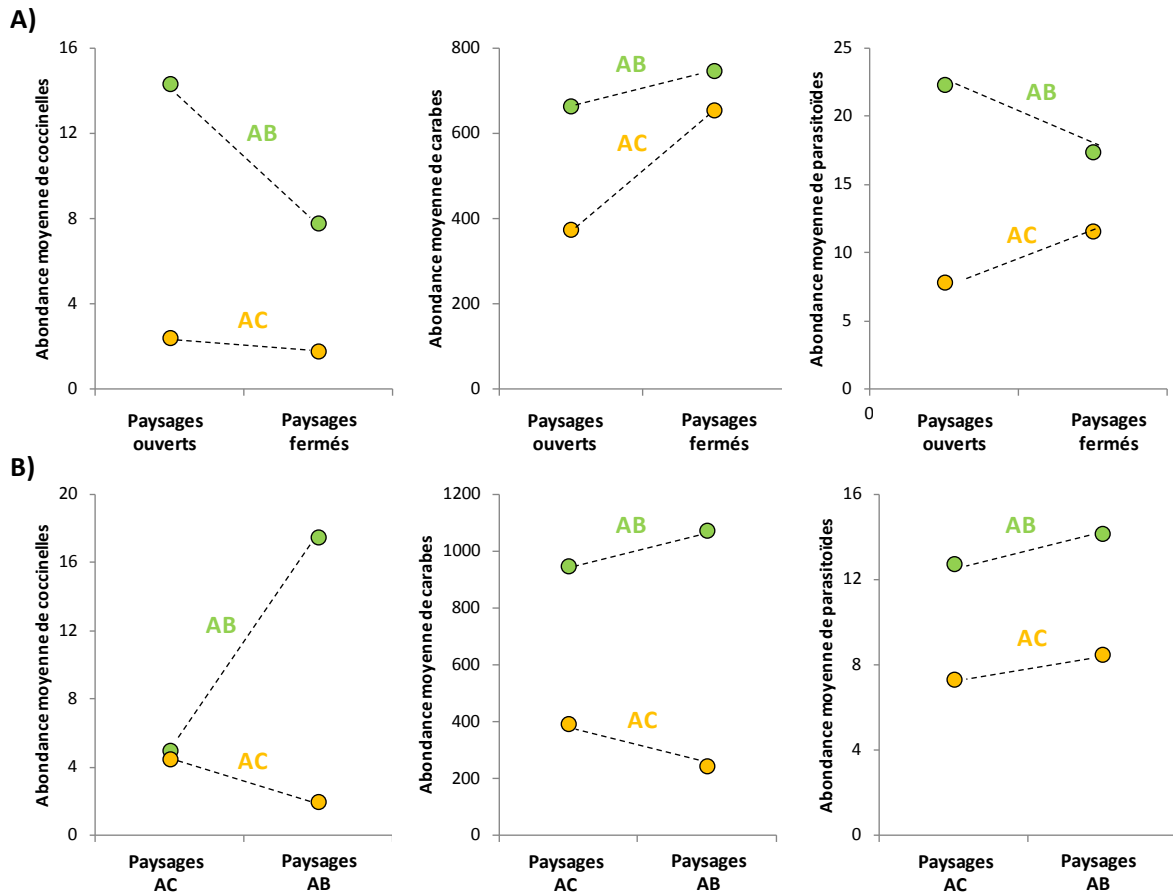 A)
Abondance moyenne de coccinelles
16
12
8
4
0
AB
AC
Paysages
ouverts
Paysages
fermés
Abondance moyenne de carabes
800
600
400
200
0
AB
AC
Paysages
ouverts
Paysages
fermés
Abondance moyenne de parasitoïdes
25
20
15
10
5
0
0
AB
AC
Paysages
ouverts
Paysages
fermés
B)
Abondance moyenne de coccinelles
20
16
12
8
4
0
AB
AC
Paysages
AC
Paysages
AB
Abondance moyenne de carabes
1200
1000
800
600
400
200
0
AB
AC
Paysages
AC
Paysages
AB
Abondance moyenne de parasitoïdes
16
12
8
4
0
AB
AC
Paysages
AC
Paysages
AB